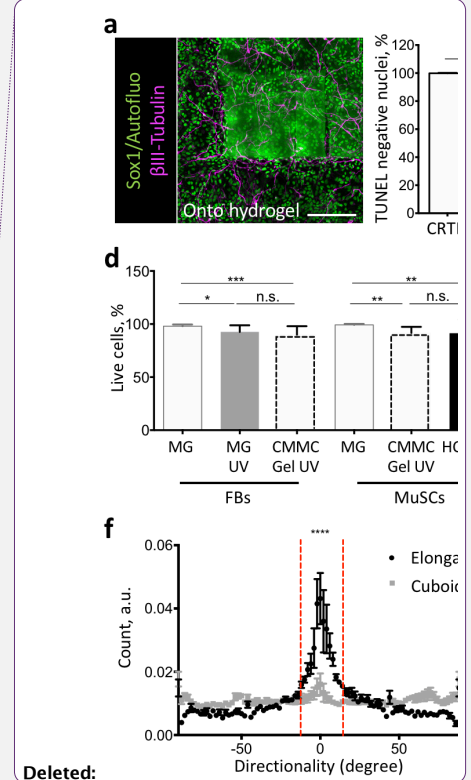 a
Sox1/Autofluo
βIII-Tubulin
Onto hydrogel
TUNEL negative nuclei, %
120
100
80
60
40
20
0
d
Live cells, %
150
100
50
0
***
*
n.s.
**
**
n.s.
MG
MG
UV
CMMC
Gel UV
MG
CMMC
Gel UV
FBs
MuSCs
f
Count, a.u.
0.06
0.04
0.02
0.00
****
-50
0
50
Directionality (degree)
Deleted: